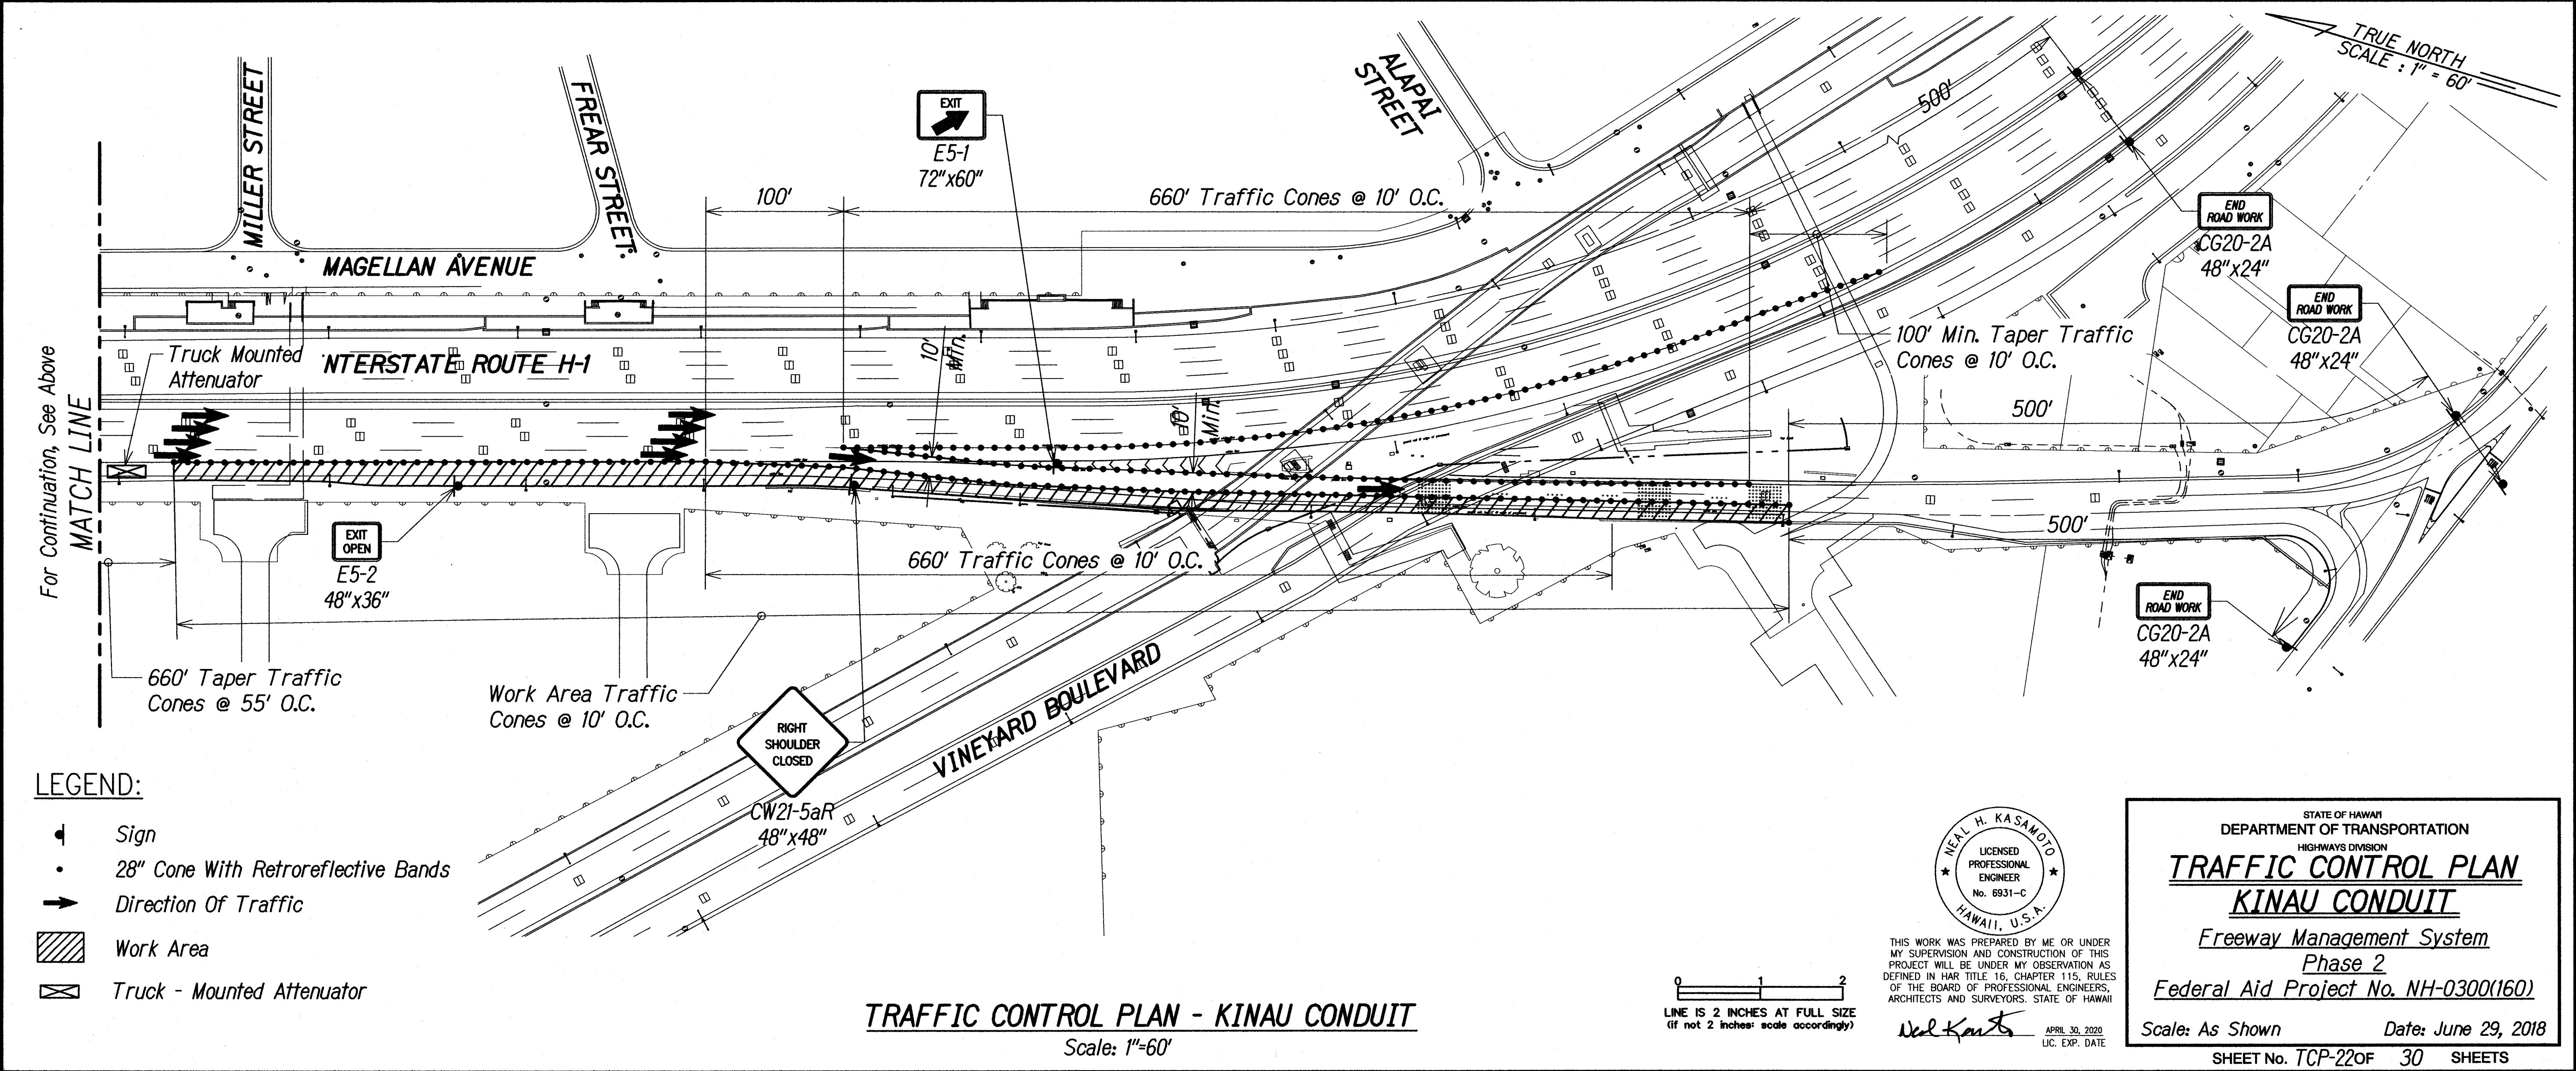 MILLER STREET
FREAR STREET
EXIT
E5-1
72"x60"
ALAPAI
STREET
TRUE NORTH
SCALE : 1" = 60'
500'
100'
660' Traffic Cones @ 10' O.C.
END
ROAD WORK
CG20-2A
48"x24"
MAGELLAN AVENUE
END
ROAD WORK
CG20-2A
48"x24"
Truck Mounted
Attenuator
NTERSTATE ROUTE H-1
10'
Min.
100' Min. Taper Traffic
Cones @ 10' O.C.
For Continuation, See Above
MATCH LINE
10'
Min.
500'
EXIT
OPEN
E5-2
48"x36"
660' Traffic Cones @ 10' O.C.
500'
END
ROAD WORK
CG20-2A
48"x24"
660' Taper Traffic
Cones @ 55' O.C.
Work Area Traffic
Cones @ 10' O.C.
RIGHT
SHOULDER
CLOSED
CW21-5aR
48"x48"
VINEYARD BOULEVARD
LEGEND:
Sign
28" Cone With Retroreflective Bands
Direction Of Traffic
Work Area
Truck - Mounted Attenuator
TRAFFIC CONTROL PLAN - KINAU CONDUIT
Scale: 1"=60'
0 1 2
LINE IS 2 INCHES AT FULL SIZE
(if not 2 inches: scale accordingly)
NEAL H. KASAMOTO
LICENSED
PROFESSIONAL
ENGINEER
No. 6931-C
HAWAII, U.S.A.
THIS WORK WAS PREPARED BY ME OR UNDER
MY SUPERVISION AND CONSTRUCTION OF THIS
PROJECT WILL BE UNDER MY OBSERVATION AS
DEFINED IN HAR TITLE 16, CHAPTER 115, RULES
OF THE BOARD OF PROFESSIONAL ENGINEERS,
ARCHITECTS AND SURVEYORS. STATE OF HAWAII
APRIL 30, 2020
LIC. EXP. DATE
STATE OF HAWAI'I
DEPARTMENT OF TRANSPORTATION
HIGHWAYS DIVISION
TRAFFIC CONTROL PLAN
KINAU CONDUIT
Freeway Management System
Phase 2
Federal Aid Project No. NH-0300(160)
Scale: As Shown Date: June 29, 2018
SHEET No. TCP-22 OF 30 SHEETS